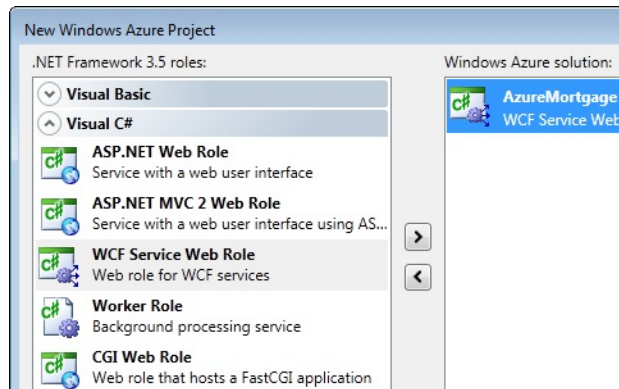 New Windows Azure Project
.NET Framework 3.5 roles:
Windows Azure solution:
Visual Basic
Visual C#
ASP.NET Web Role
Service with a web user interface
ASP.NET MVC 2 Web Role
Service with a web user interface using AS...
WCF Service Web Role
Web role for WCF services
Worker Role
Background processing service
CGI Web Role
Web role that hosts a FastCGI application
AzureMortgage
WCF Service Web